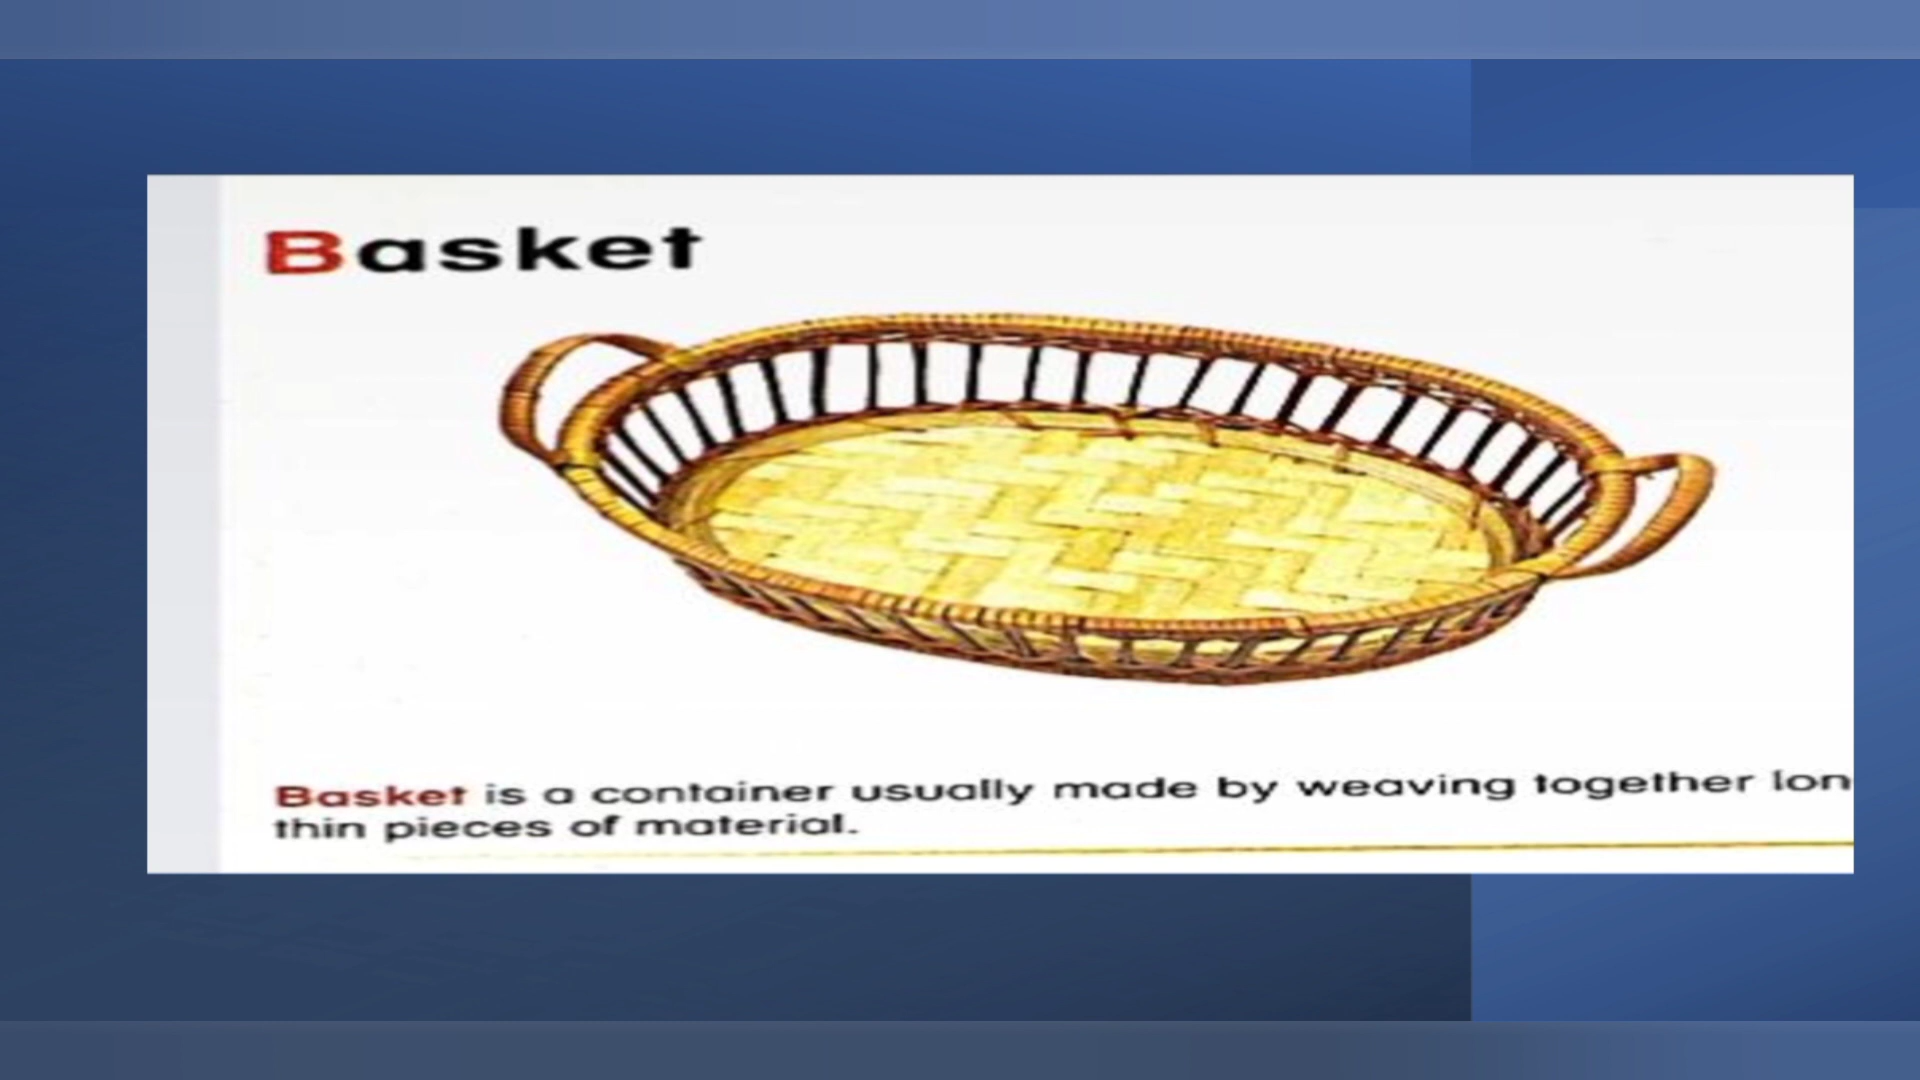 Basket
Basket is a container usually made by weaving together lon
thin pieces of material.